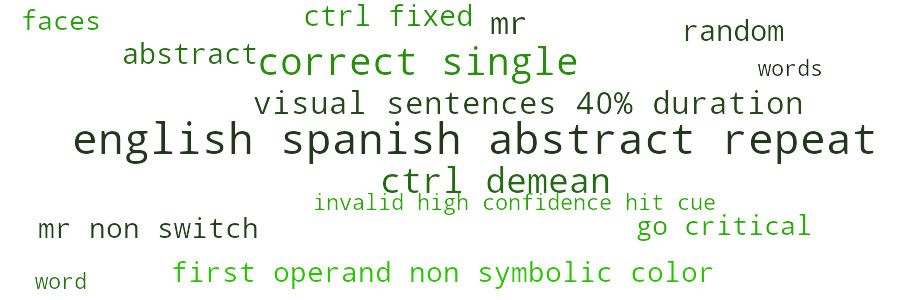 faces
ctrl fixed
mr
random
abstract
correct single
words
visual sentences 40% duration
english spanish abstract repeat
ctrl demean
invalid high confidence hit cue
mr non switch
go critical
word
first operand non symbolic color